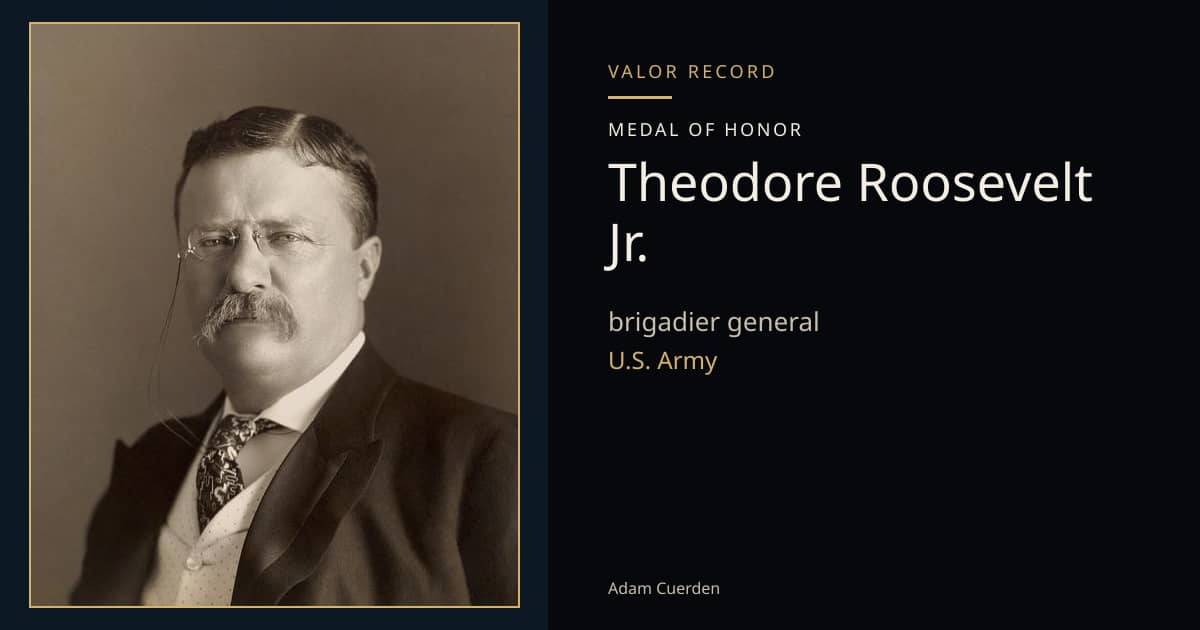 VALOR RECORD
MEDAL OF HONOR
Theodore Roosevelt
Jr.
brigadier general
U.S. Army
Adam Cuerden